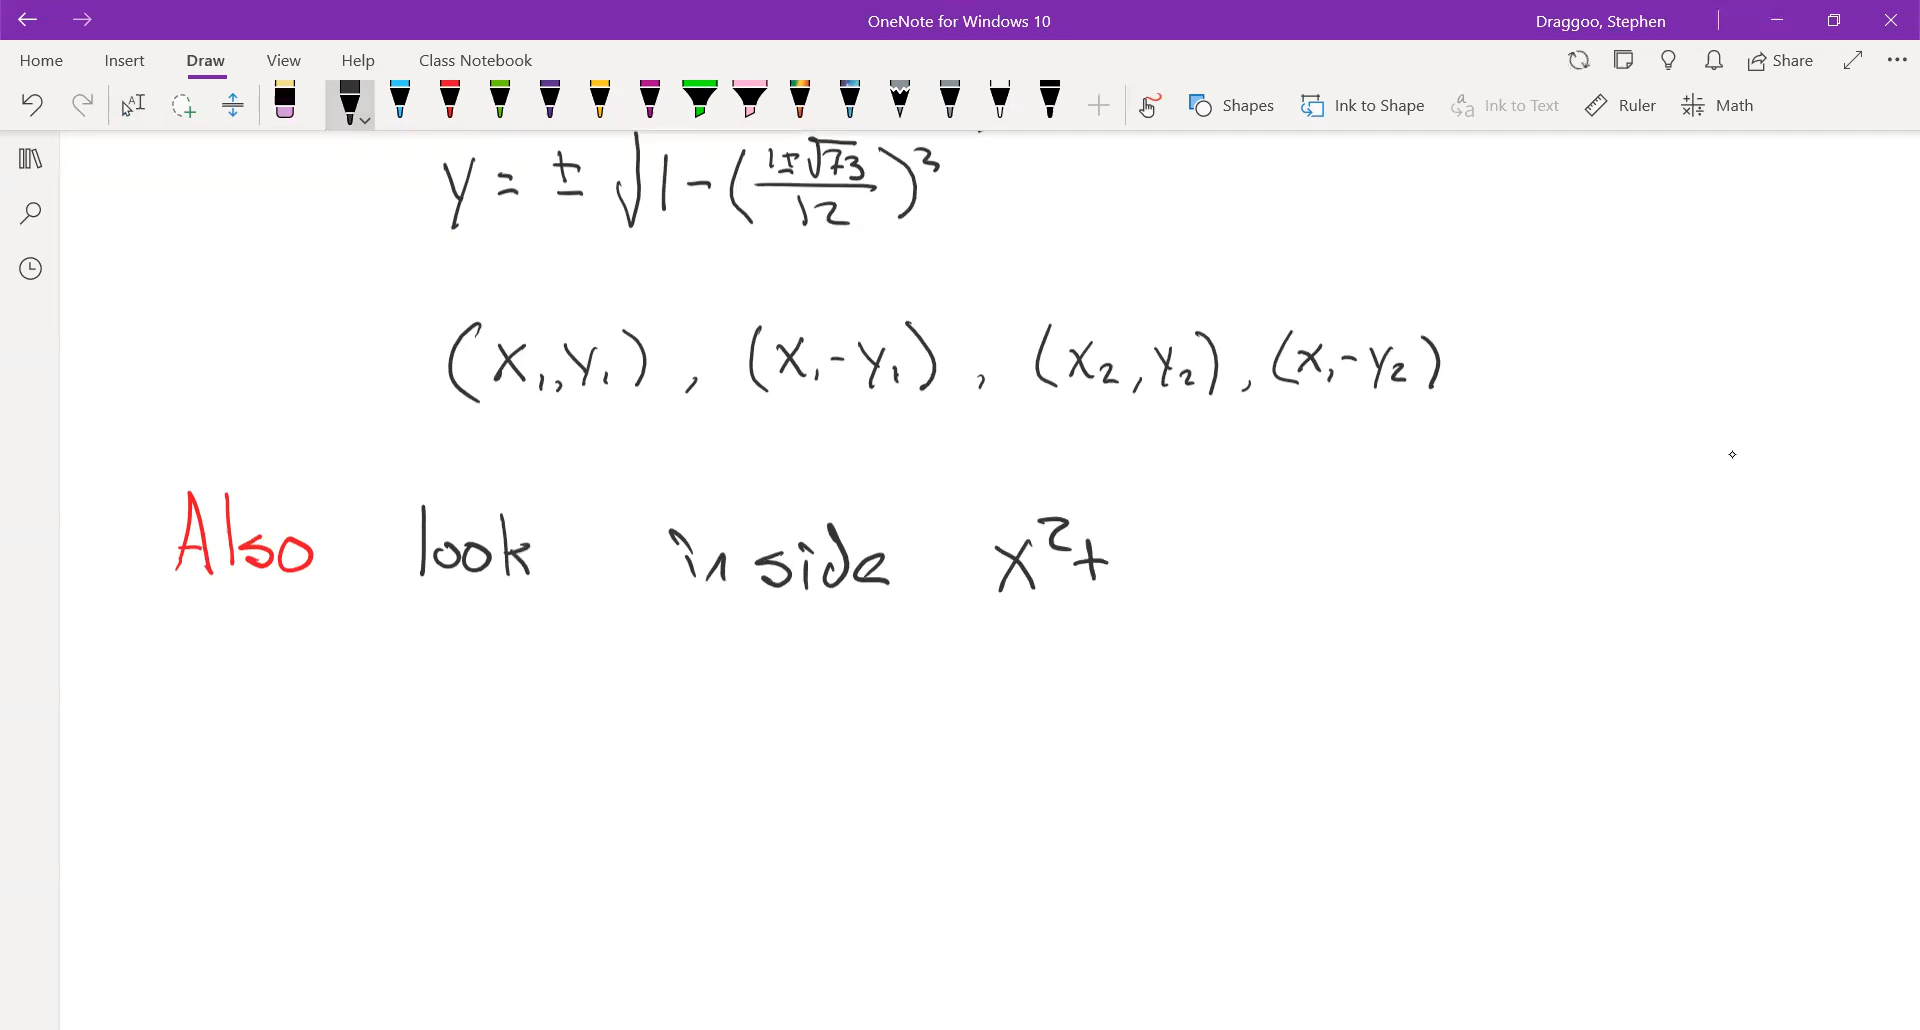 OneNote for Windows 10
Draggoo, Stephen
Home Insert Draw View Help Class Notebook Share
Shapes Ink to Shape Ink to Text Ruler Math
y = ± √1 - ((1±√73)/12)³
(x₁, y₁) , (x₁ - y₁) , (x₂, y₂) , (x, - y₂)
Also look inside x²+